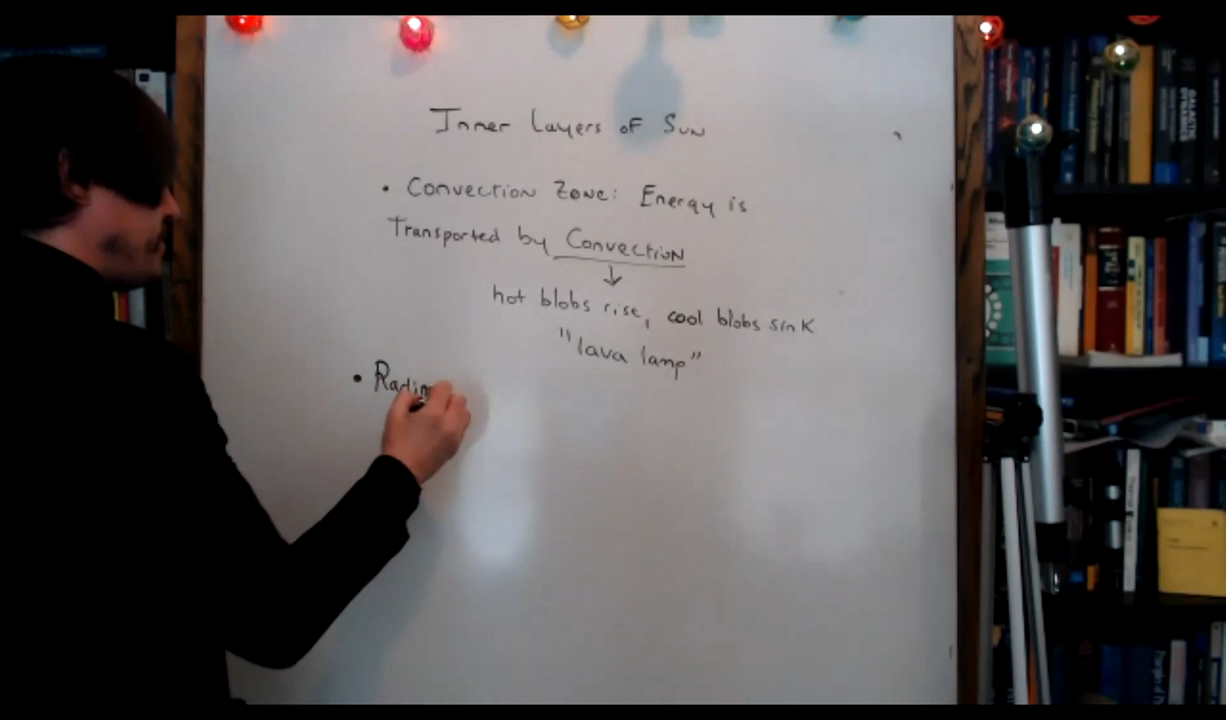 Inner Layers of Sun
• Convection Zone: Energy is
Transported by Convection
↓
hot blobs rise, cool blobs sink
"lava lamp"
• Radia